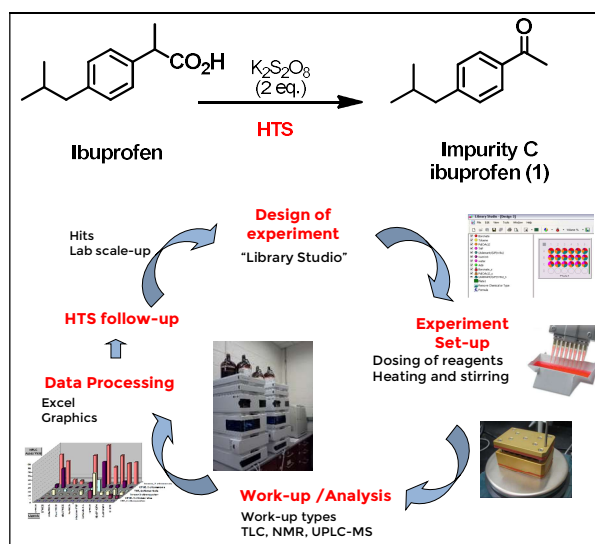 CO₂H
K₂S₂O₈
(2 eq.)
HTS
O
Ibuprofen
Impurity C
ibuprofen (1)
Design of
experiment
"Library Studio"
Hits
Lab scale-up
HTS follow-up
Experiment
Set-up
Dosing of reagents
Heating and stirring
Data Processing
Excel
Graphics
Work-up /Analysis
Work-up types
TLC, NMR, UPLC-MS